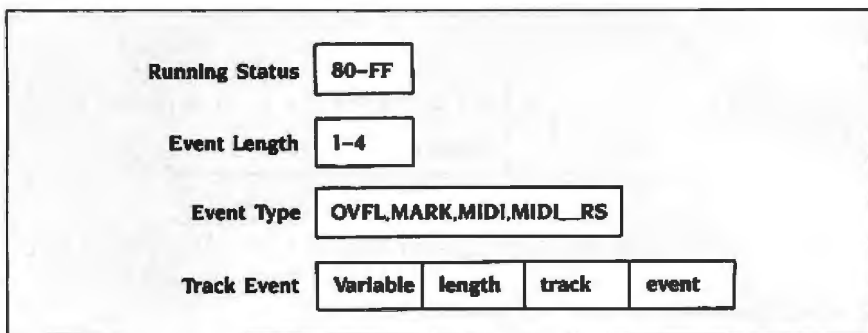 Running Status 80–FF
Event Length 1–4
Event Type OVFL,MARK,MIDI,MIDI__RS
Track Event Variable length track event